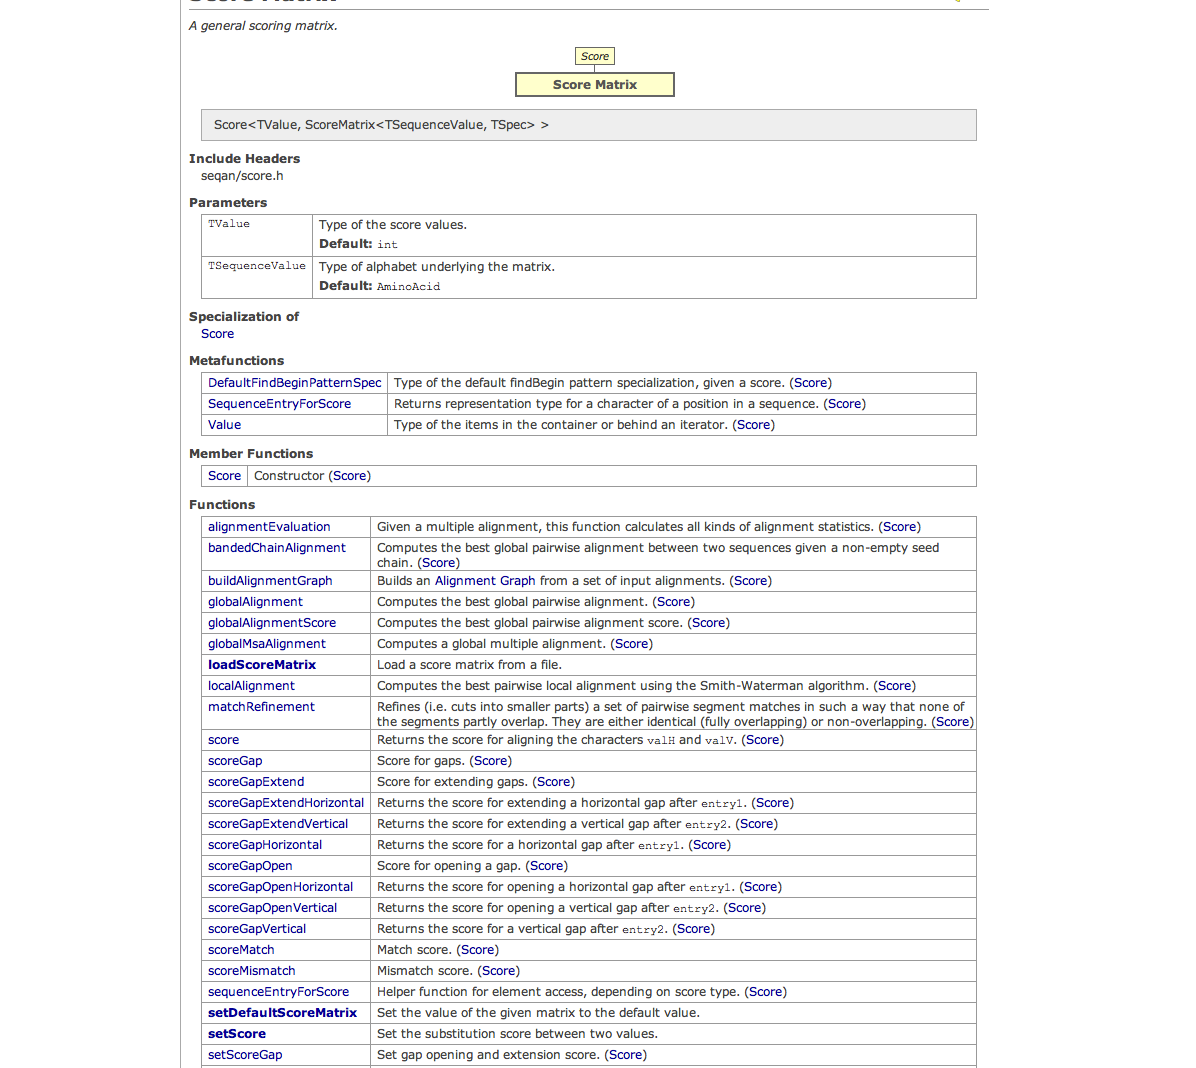 A general scoring matrix.
Score
Score Matrix
Score<TValue, ScoreMatrix<TSequenceValue, TSpec> >
Include Headers
seqan/score.h
Parameters
TValue Type of the score values.
Default: int
TSequenceValue Type of alphabet underlying the matrix.
Default: AminoAcid
Specialization of
Score
Metafunctions
DefaultFindBeginPatternSpec Type of the default findBegin pattern specialization, given a score. (Score)
SequenceEntryForScore Returns representation type for a character of a position in a sequence. (Score)
Value Type of the items in the container or behind an iterator. (Score)
Member Functions
Score Constructor (Score)
Functions
alignmentEvaluation Given a multiple alignment, this function calculates all kinds of alignment statistics. (Score)
bandedChainAlignment Computes the best global pairwise alignment between two sequences given a non-empty seed
chain. (Score)
buildAlignmentGraph Builds an Alignment Graph from a set of input alignments. (Score)
globalAlignment Computes the best global pairwise alignment. (Score)
globalAlignmentScore Computes the best global pairwise alignment score. (Score)
globalMsaAlignment Computes a global multiple alignment. (Score)
loadScoreMatrix Load a score matrix from a file.
localAlignment Computes the best pairwise local alignment using the Smith-Waterman algorithm. (Score)
matchRefinement Refines (i.e. cuts into smaller parts) a set of pairwise segment matches in such a way that none of
the segments partly overlap. They are either identical (fully overlapping) or non-overlapping. (Score)
score Returns the score for aligning the characters valH and valV. (Score)
scoreGap Score for gaps. (Score)
scoreGapExtend Score for extending gaps. (Score)
scoreGapExtendHorizontal Returns the score for extending a horizontal gap after entry1. (Score)
scoreGapExtendVertical Returns the score for extending a vertical gap after entry2. (Score)
scoreGapHorizontal Returns the score for a horizontal gap after entry1. (Score)
scoreGapOpen Score for opening a gap. (Score)
scoreGapOpenHorizontal Returns the score for opening a horizontal gap after entry1. (Score)
scoreGapOpenVertical Returns the score for opening a vertical gap after entry2. (Score)
scoreGapVertical Returns the score for a vertical gap after entry2. (Score)
scoreMatch Match score. (Score)
scoreMismatch Mismatch score. (Score)
sequenceEntryForScore Helper function for element access, depending on score type. (Score)
setDefaultScoreMatrix Set the value of the given matrix to the default value.
setScore Set the substitution score between two values.
setScoreGap Set gap opening and extension score. (Score)